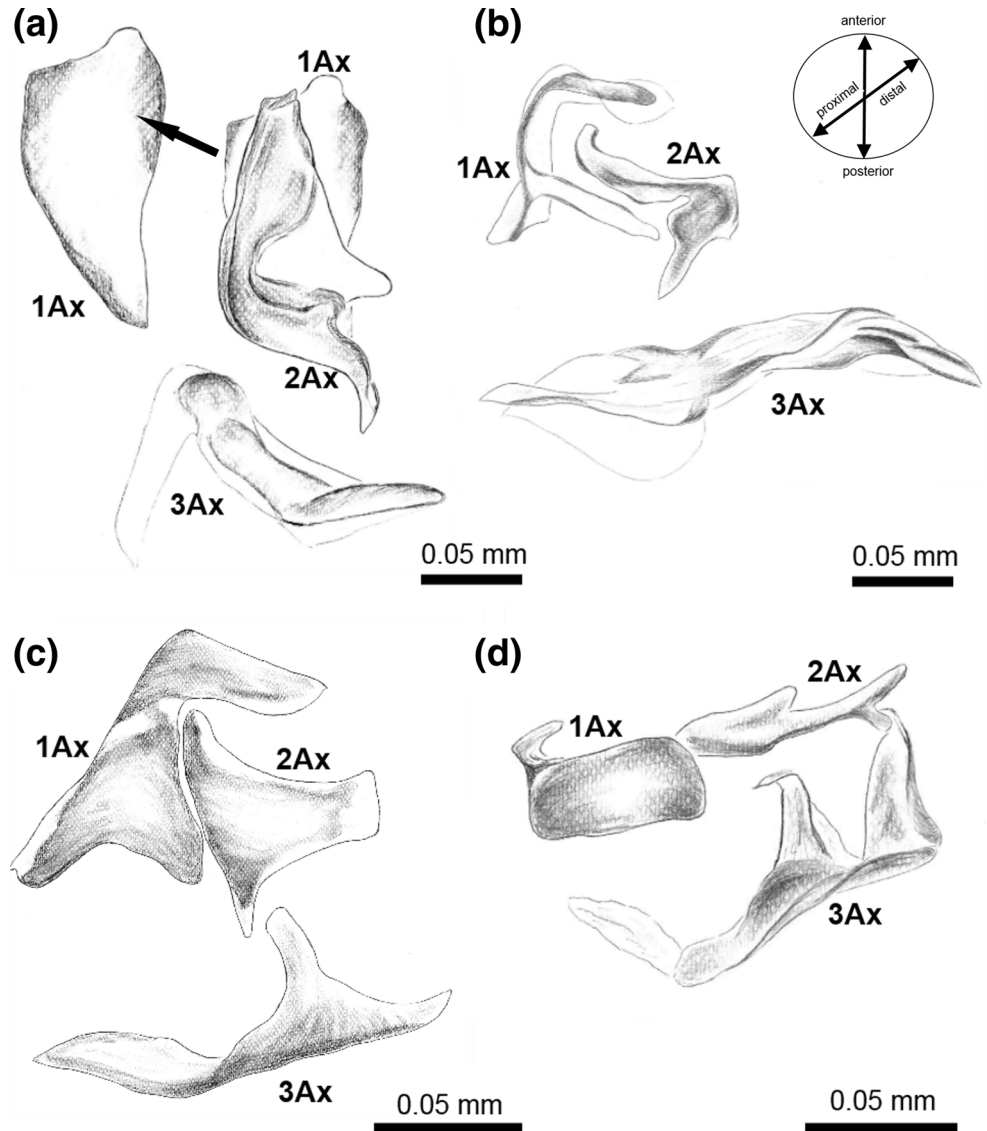 (a)
1Ax
1Ax
2Ax
3Ax
0.05 mm
(b)
anterior
proximal
distal
posterior
1Ax
2Ax
3Ax
0.05 mm
(c)
1Ax
2Ax
3Ax
0.05 mm
(d)
1Ax
2Ax
3Ax
0.05 mm